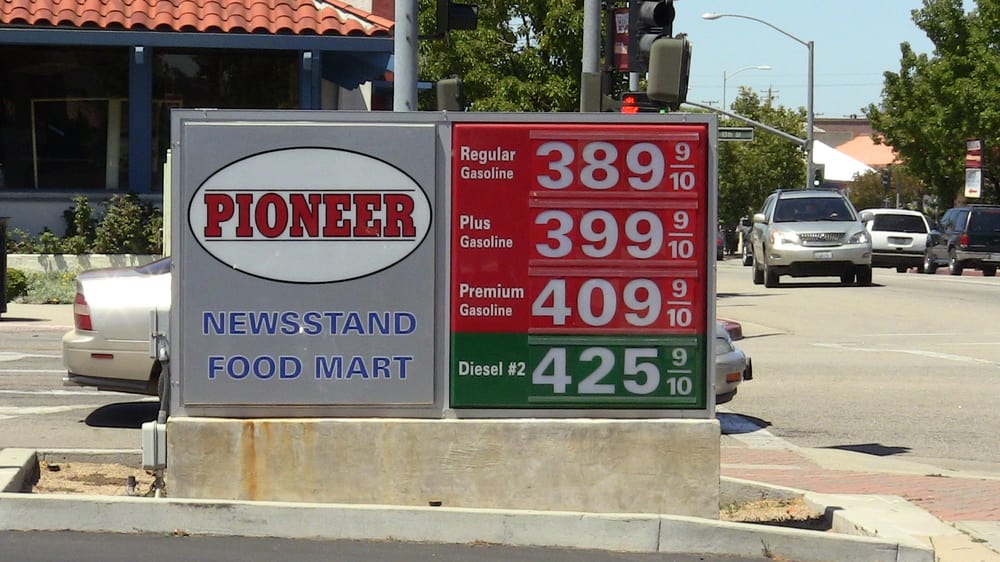 PIONEER
NEWSSTAND
FOOD MART
Regular
Gasoline
389 9/10
Plus
Gasoline
399 9/10
Premium
Gasoline
409 9/10
Diesel #2 425 9/10